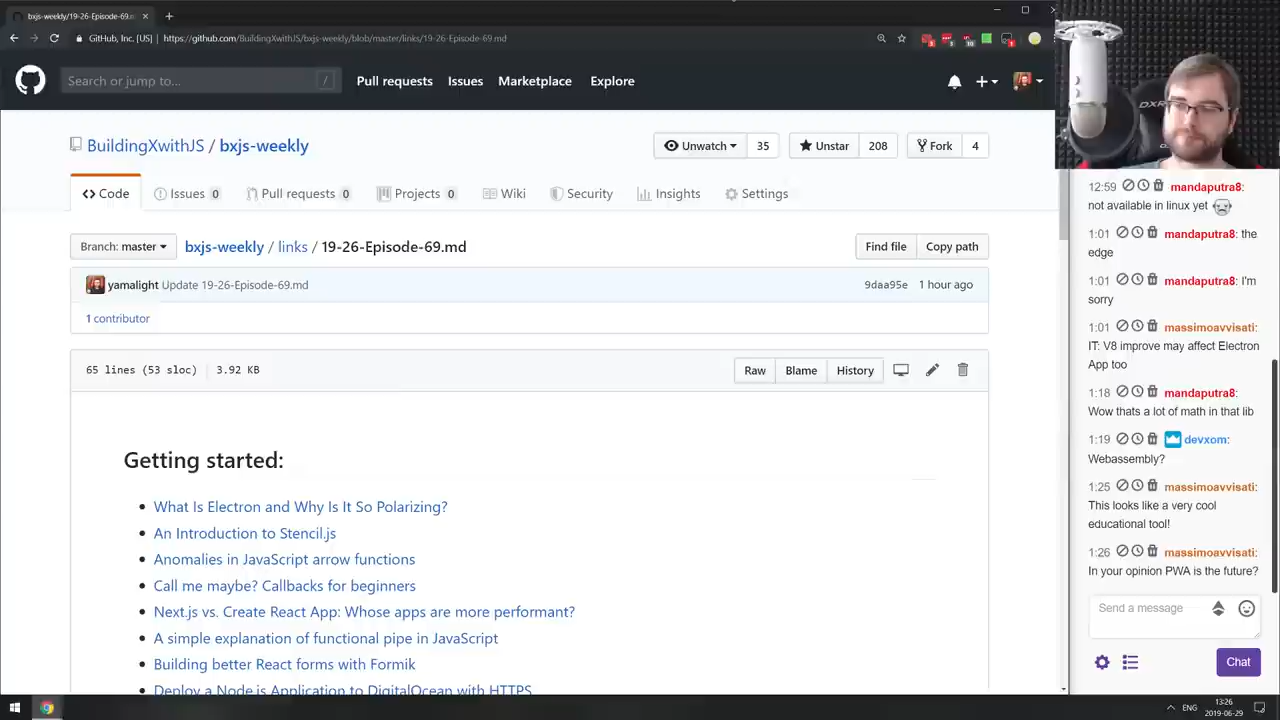 bxjs-weekly/19-26-Episode-69.md
GitHub, Inc. [US] | https://github.com/BuildingXwithJS/bxjs-weekly/blob/master/links/19-26-Episode-69.md
Search or jump to...
/
Pull requests
Issues
Marketplace
Explore
BuildingXwithJS / bxjs-weekly
Unwatch
35
Unstar
208
Fork
4
<> Code
Issues 0
Pull requests 0
Projects 0
Wiki
Security
Insights
Settings
Branch: master
bxjs-weekly / links / 19-26-Episode-69.md
Find file
Copy path
yamalight Update 19-26-Episode-69.md
9daa95e 1 hour ago
1 contributor
65 lines (53 sloc) | 3.92 KB
Raw
Blame
History
Getting started:
What Is Electron and Why Is It So Polarizing?
An Introduction to Stencil.js
Anomalies in JavaScript arrow functions
Call me maybe? Callbacks for beginners
Next.js vs. Create React App: Whose apps are more performant?
A simple explanation of functional pipe in JavaScript
Building better React forms with Formik
Deploy a Node.js Application to DigitalOcean with HTTPS
DXR
12:59 mandaputra8:
not available in linux yet
1:01 mandaputra8: the
edge
1:01 mandaputra8: I'm
sorry
1:01 massimoavvisati:
IT: V8 improve may affect Electron
App too
1:18 mandaputra8:
Wow thats a lot of math in that lib
1:19 devxom:
Webassembly?
1:25 massimoavvisati:
This looks like a very cool
educational tool!
1:26 massimoavvisati:
In your opinion PWA is the future?
Send a message
Chat
ENG
13:26
2019-06-29